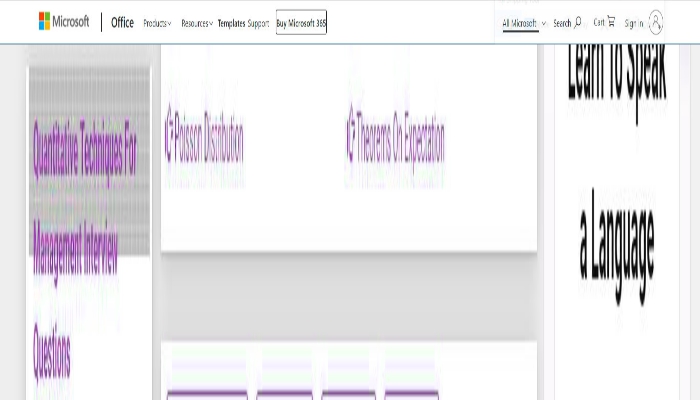 Microsoft Office Products Resources Templates Support Buy Microsoft 365 All Microsoft Search Cart Sign in
Quantitative Techniques For
Management Interview
Questions
Poisson Distribution
Theorems On Expectation
Learn To Speak
a Language